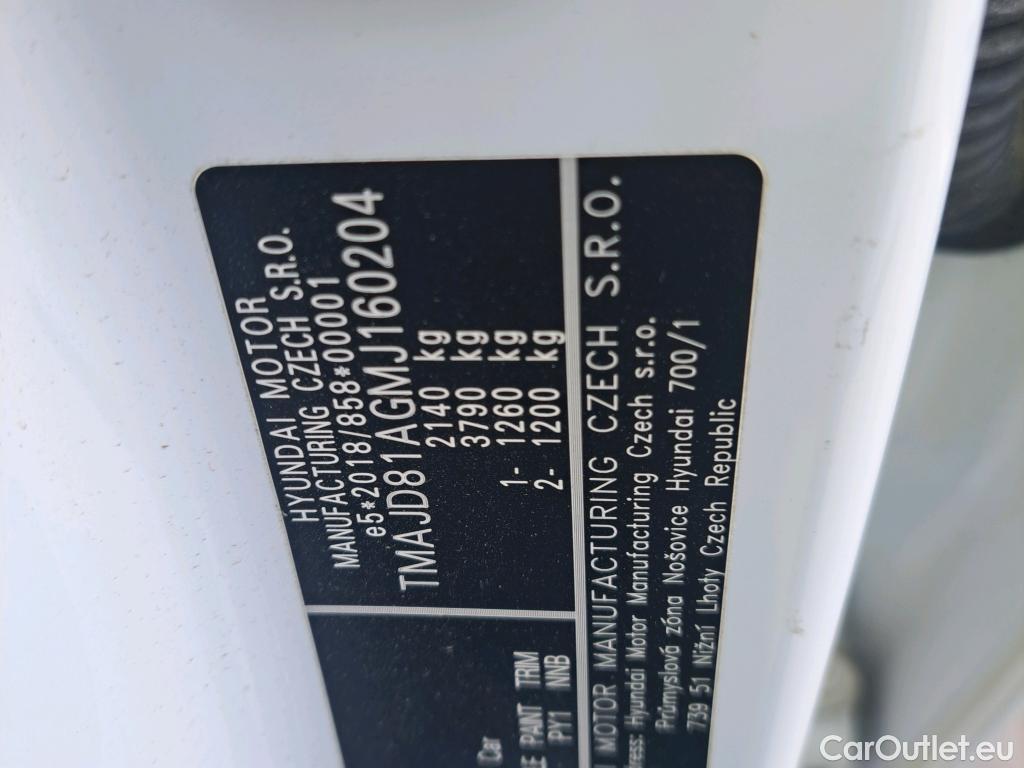 HYUNDAI MOTOR
MANUFACTURING CZECH S.R.O.
e5*2018/858*00001
TMAJD81AGMJ160204
2140 kg
3790 kg
1- 1260 kg
2- 1200 kg
Car
PAINT TRIM
PY1 NNB
MOTOR MANUFACTURING CZECH S.R.O.
Hyundai Motor Manufacturing Czech s.r.o.
Průmyslová zóna Nošovice Hyundai 700/1
739 51 Nižní Lhoty Czech Republic
CarOutlet.eu